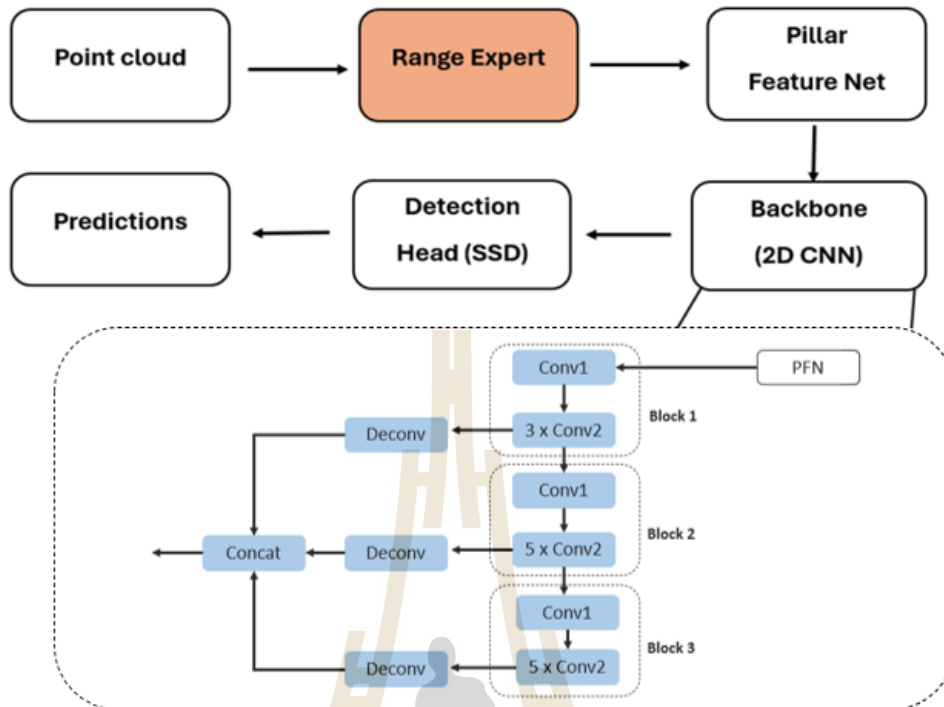 Point cloud
Range Expert
Pillar
Feature Net
Predictions
Detection
Head (SSD)
Backbone
(2D CNN)
Conv1
PFN
3 x Conv2
Block 1
Deconv
Conv1
5 x Conv2
Block 2
Deconv
Concat
Conv1
5 x Conv2
Block 3
Deconv